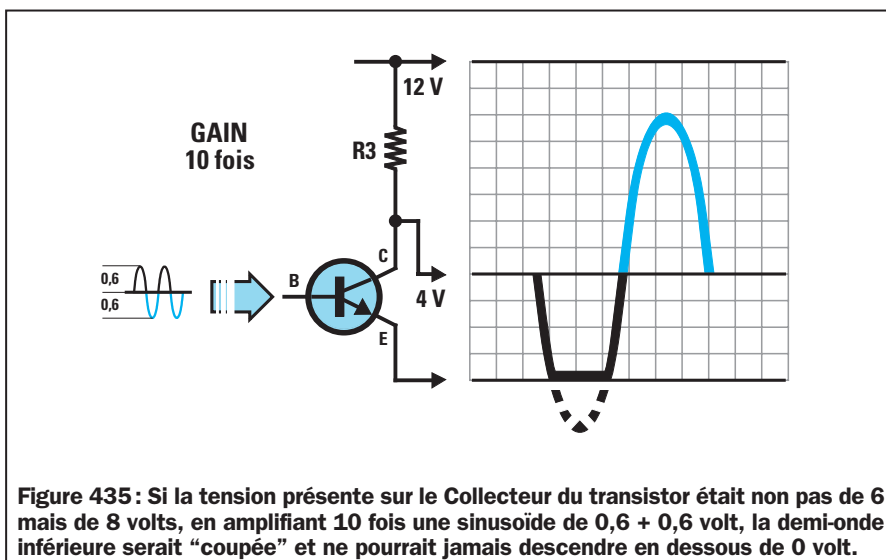 12 V
GAIN
10 fois
R3
C
0,6
0,6
B
4 V
E
Figure 435 : Si la tension présente sur le Collecteur du transistor était non pas de 6
mais de 8 volts, en amplifiant 10 fois une sinusoïde de 0,6 + 0,6 volt, la demi-onde
inférieure serait “coupée” et ne pourrait jamais descendre en dessous de 0 volt.